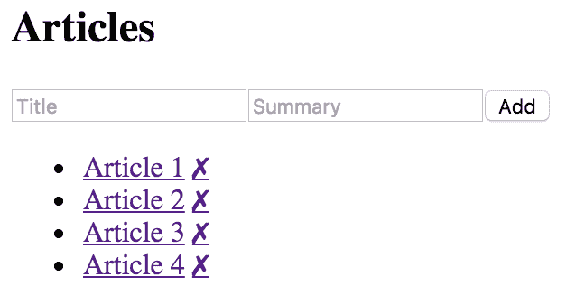 Articles
Title Summary Add
Article 1 ✗
Article 2 ✗
Article 3 ✗
Article 4 ✗